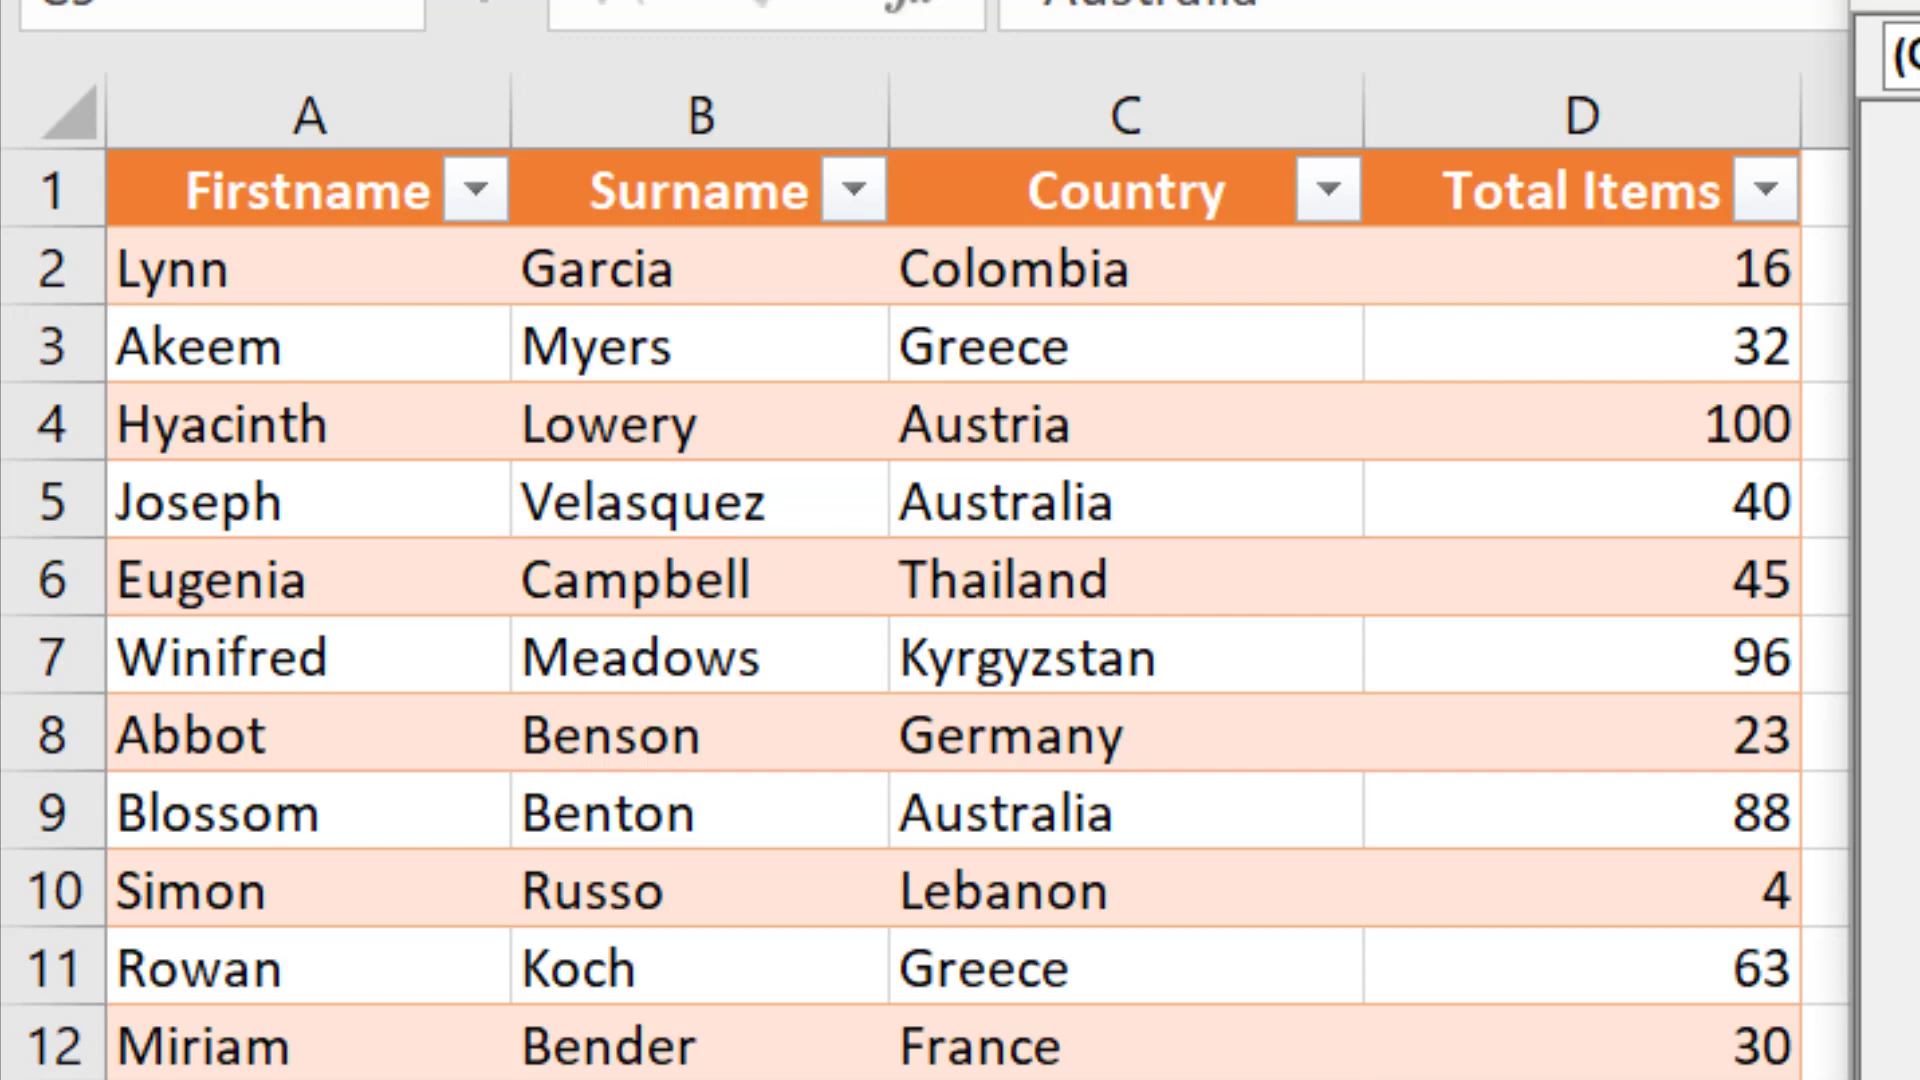 Australia
A B C D
1 Firstname Surname Country Total Items
2 Lynn Garcia Colombia 16
3 Akeem Myers Greece 32
4 Hyacinth Lowery Austria 100
5 Joseph Velasquez Australia 40
6 Eugenia Campbell Thailand 45
7 Winifred Meadows Kyrgyzstan 96
8 Abbot Benson Germany 23
9 Blossom Benton Australia 88
10 Simon Russo Lebanon 4
11 Rowan Koch Greece 63
12 Miriam Bender France 30